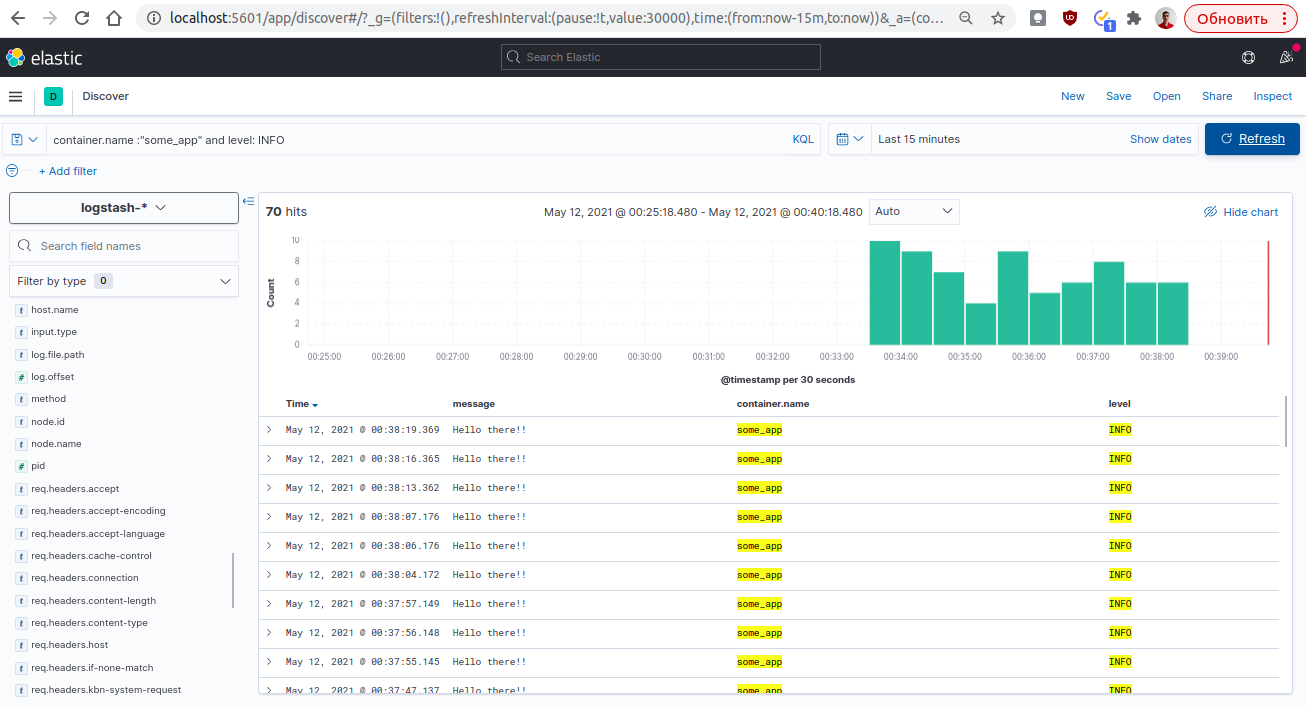 localhost:5601/app/discover#/?_g=(filters:!(),refreshInterval:(pause:!t,value:30000),time:(from:now-15m,to:now))&_a=(co…
1
Обновить
elastic
Search Elastic
D
Discover
New
Save
Open
Share
Inspect
container.name :"some_app" and level: INFO
KQL
Last 15 minutes
Show dates
Refresh
+ Add filter
logstash-*
Search field names
Filter by type 0
t host.name
t input.type
t log.file.path
# log.offset
t method
t node.id
t node.name
# pid
t req.headers.accept
t req.headers.accept-encoding
t req.headers.accept-language
t req.headers.cache-control
t req.headers.connection
t req.headers.content-length
t req.headers.content-type
t req.headers.host
t req.headers.if-none-match
t req.headers.kbn-system-request
70 hits
May 12, 2021 @ 00:25:18.480 - May 12, 2021 @ 00:40:18.480
Auto
Hide chart
Count
10
8
6
4
2
0
00:25:00 00:26:00 00:27:00 00:28:00 00:29:00 00:30:00 00:31:00 00:32:00 00:33:00 00:34:00 00:35:00 00:36:00 00:37:00 00:38:00 00:39:00
@timestamp per 30 seconds
Time message container.name level
May 12, 2021 @ 00:38:19.369 Hello there!! some_app INFO
May 12, 2021 @ 00:38:16.365 Hello there!! some_app INFO
May 12, 2021 @ 00:38:13.362 Hello there!! some_app INFO
May 12, 2021 @ 00:38:07.176 Hello there!! some_app INFO
May 12, 2021 @ 00:38:06.176 Hello there!! some_app INFO
May 12, 2021 @ 00:38:04.172 Hello there!! some_app INFO
May 12, 2021 @ 00:37:57.149 Hello there!! some_app INFO
May 12, 2021 @ 00:37:56.148 Hello there!! some_app INFO
May 12, 2021 @ 00:37:55.145 Hello there!! some_app INFO
May 12, 2021 @ 00:37:47.137 Hello there!! some_app INFO